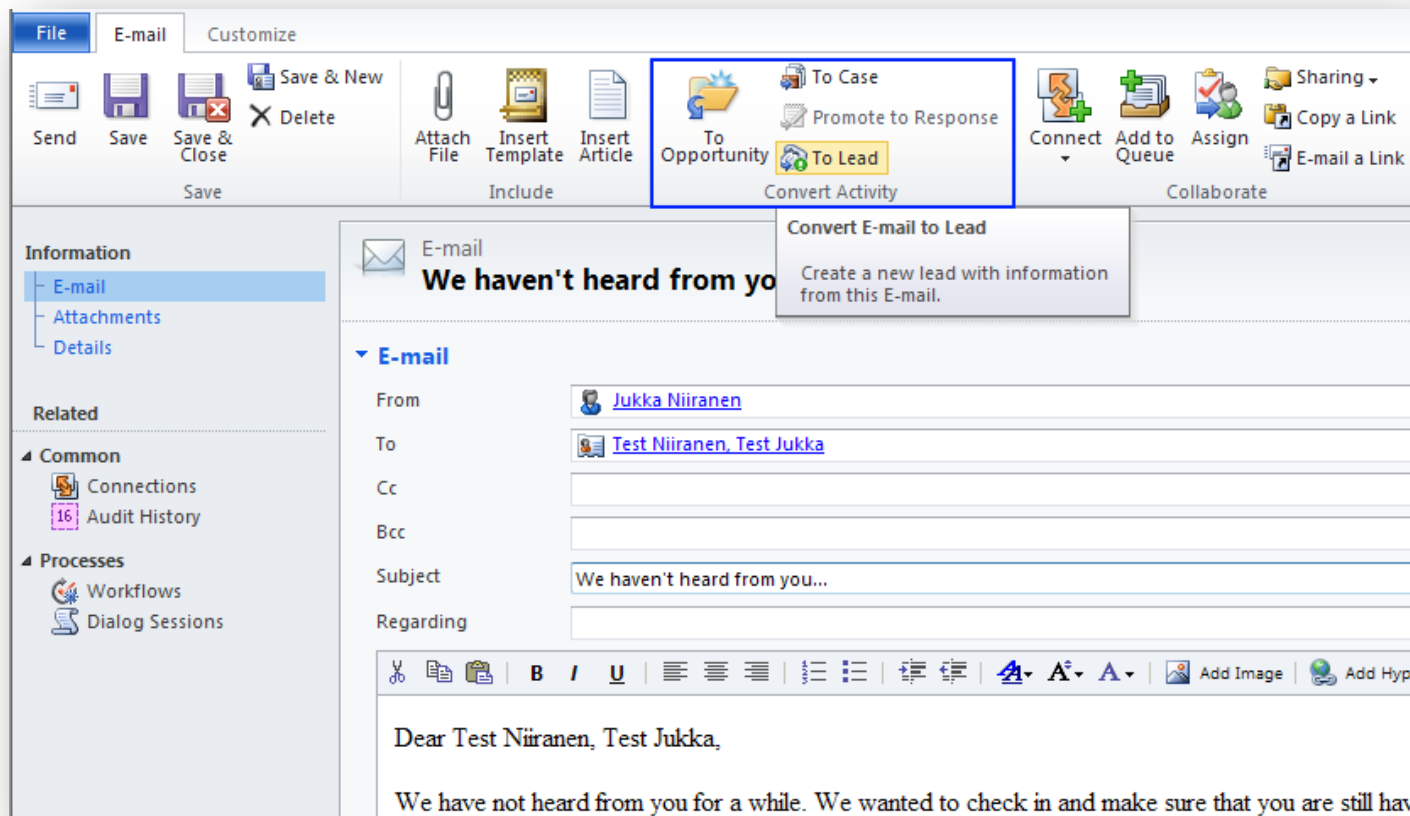 File E-mail Customize
Send Save Save & Close Save & New Delete
Attach File Insert Template Insert Article
To Opportunity To Case Promote to Response To Lead
Connect Add to Queue Assign Sharing Copy a Link E-mail a Link
Save Include Convert Activity Collaborate
Convert E-mail to Lead
Create a new lead with information
from this E-mail.
Information
E-mail
Attachments
Details
Related
Common
Connections
16 Audit History
Processes
Workflows
Dialog Sessions
E-mail
We haven't heard from
E-mail
From Jukka Niiranen
To Test Niiranen, Test Jukka
Cc
Bcc
Subject We haven't heard from you...
Regarding
B I U A A A Add Image Add Hyp
Dear Test Niiranen, Test Jukka,
We have not heard from you for a while. We wanted to check in and make sure that you are still